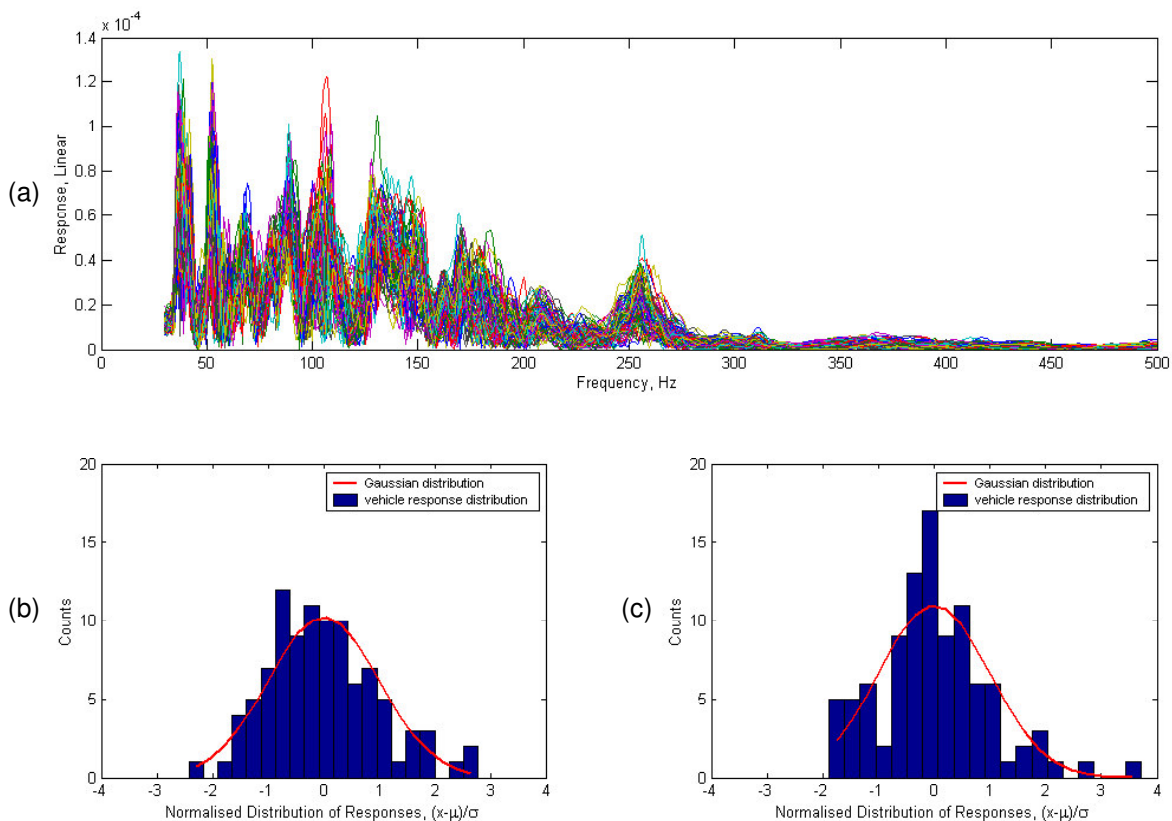 x 10⁻⁴
1.4
1.2
1
0.8
0.6
0.4
0.2
0
Response, Linear
(a)
0 50 100 150 200 250 300 350 400 450 500
Frequency, Hz
(b)
20
15
10
5
0
Counts
Gaussian distribution
vehicle response distribution
-4 -3 -2 -1 0 1 2 3 4
Normalised Distribution of Responses, (x-μ)/σ
(c)
20
15
10
5
0
Counts
Gaussian distribution
vehicle response distribution
-4 -3 -2 -1 0 1 2 3 4
Normalised Distribution of Responses, (x-μ)/σ